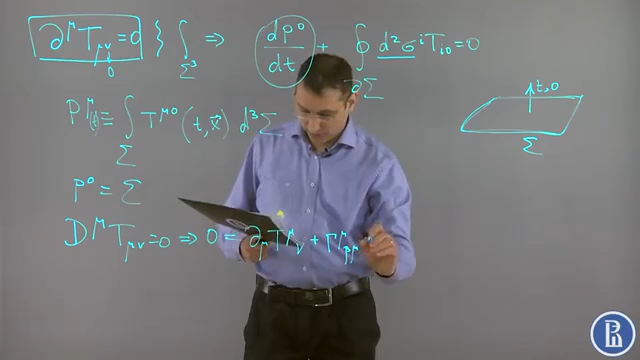 ∂^μ T_μν = 0 } ∫_Σ³ ⇒ dP⁰/dt + ∮_∂Σ d²σ^i T_i0 = 0
0
t,0
P^μ(t) = ∫_Σ T^μ0 (t, x⃗) d³Σ
Σ
P⁰ = Σ
D^μ T_μν = 0 ⇒ 0 = ∂_μ T^μ_ν + Γ^μ_ρμ